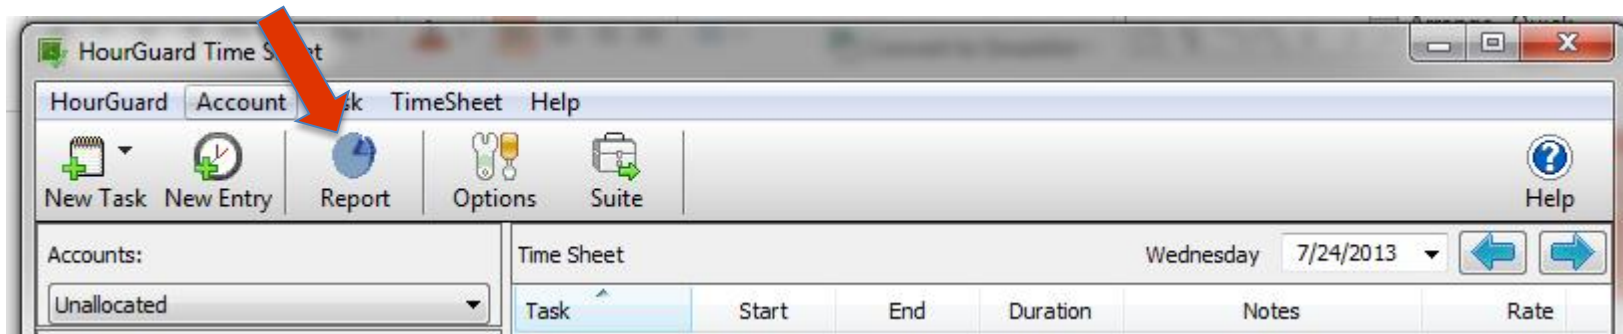 HourGuard Time Sheet
HourGuard Account TimeSheet Help
New Task New Entry Report Options Suite Help
Accounts: Time Sheet Wednesday 7/24/2013
Unallocated Task Start End Duration Notes Rate